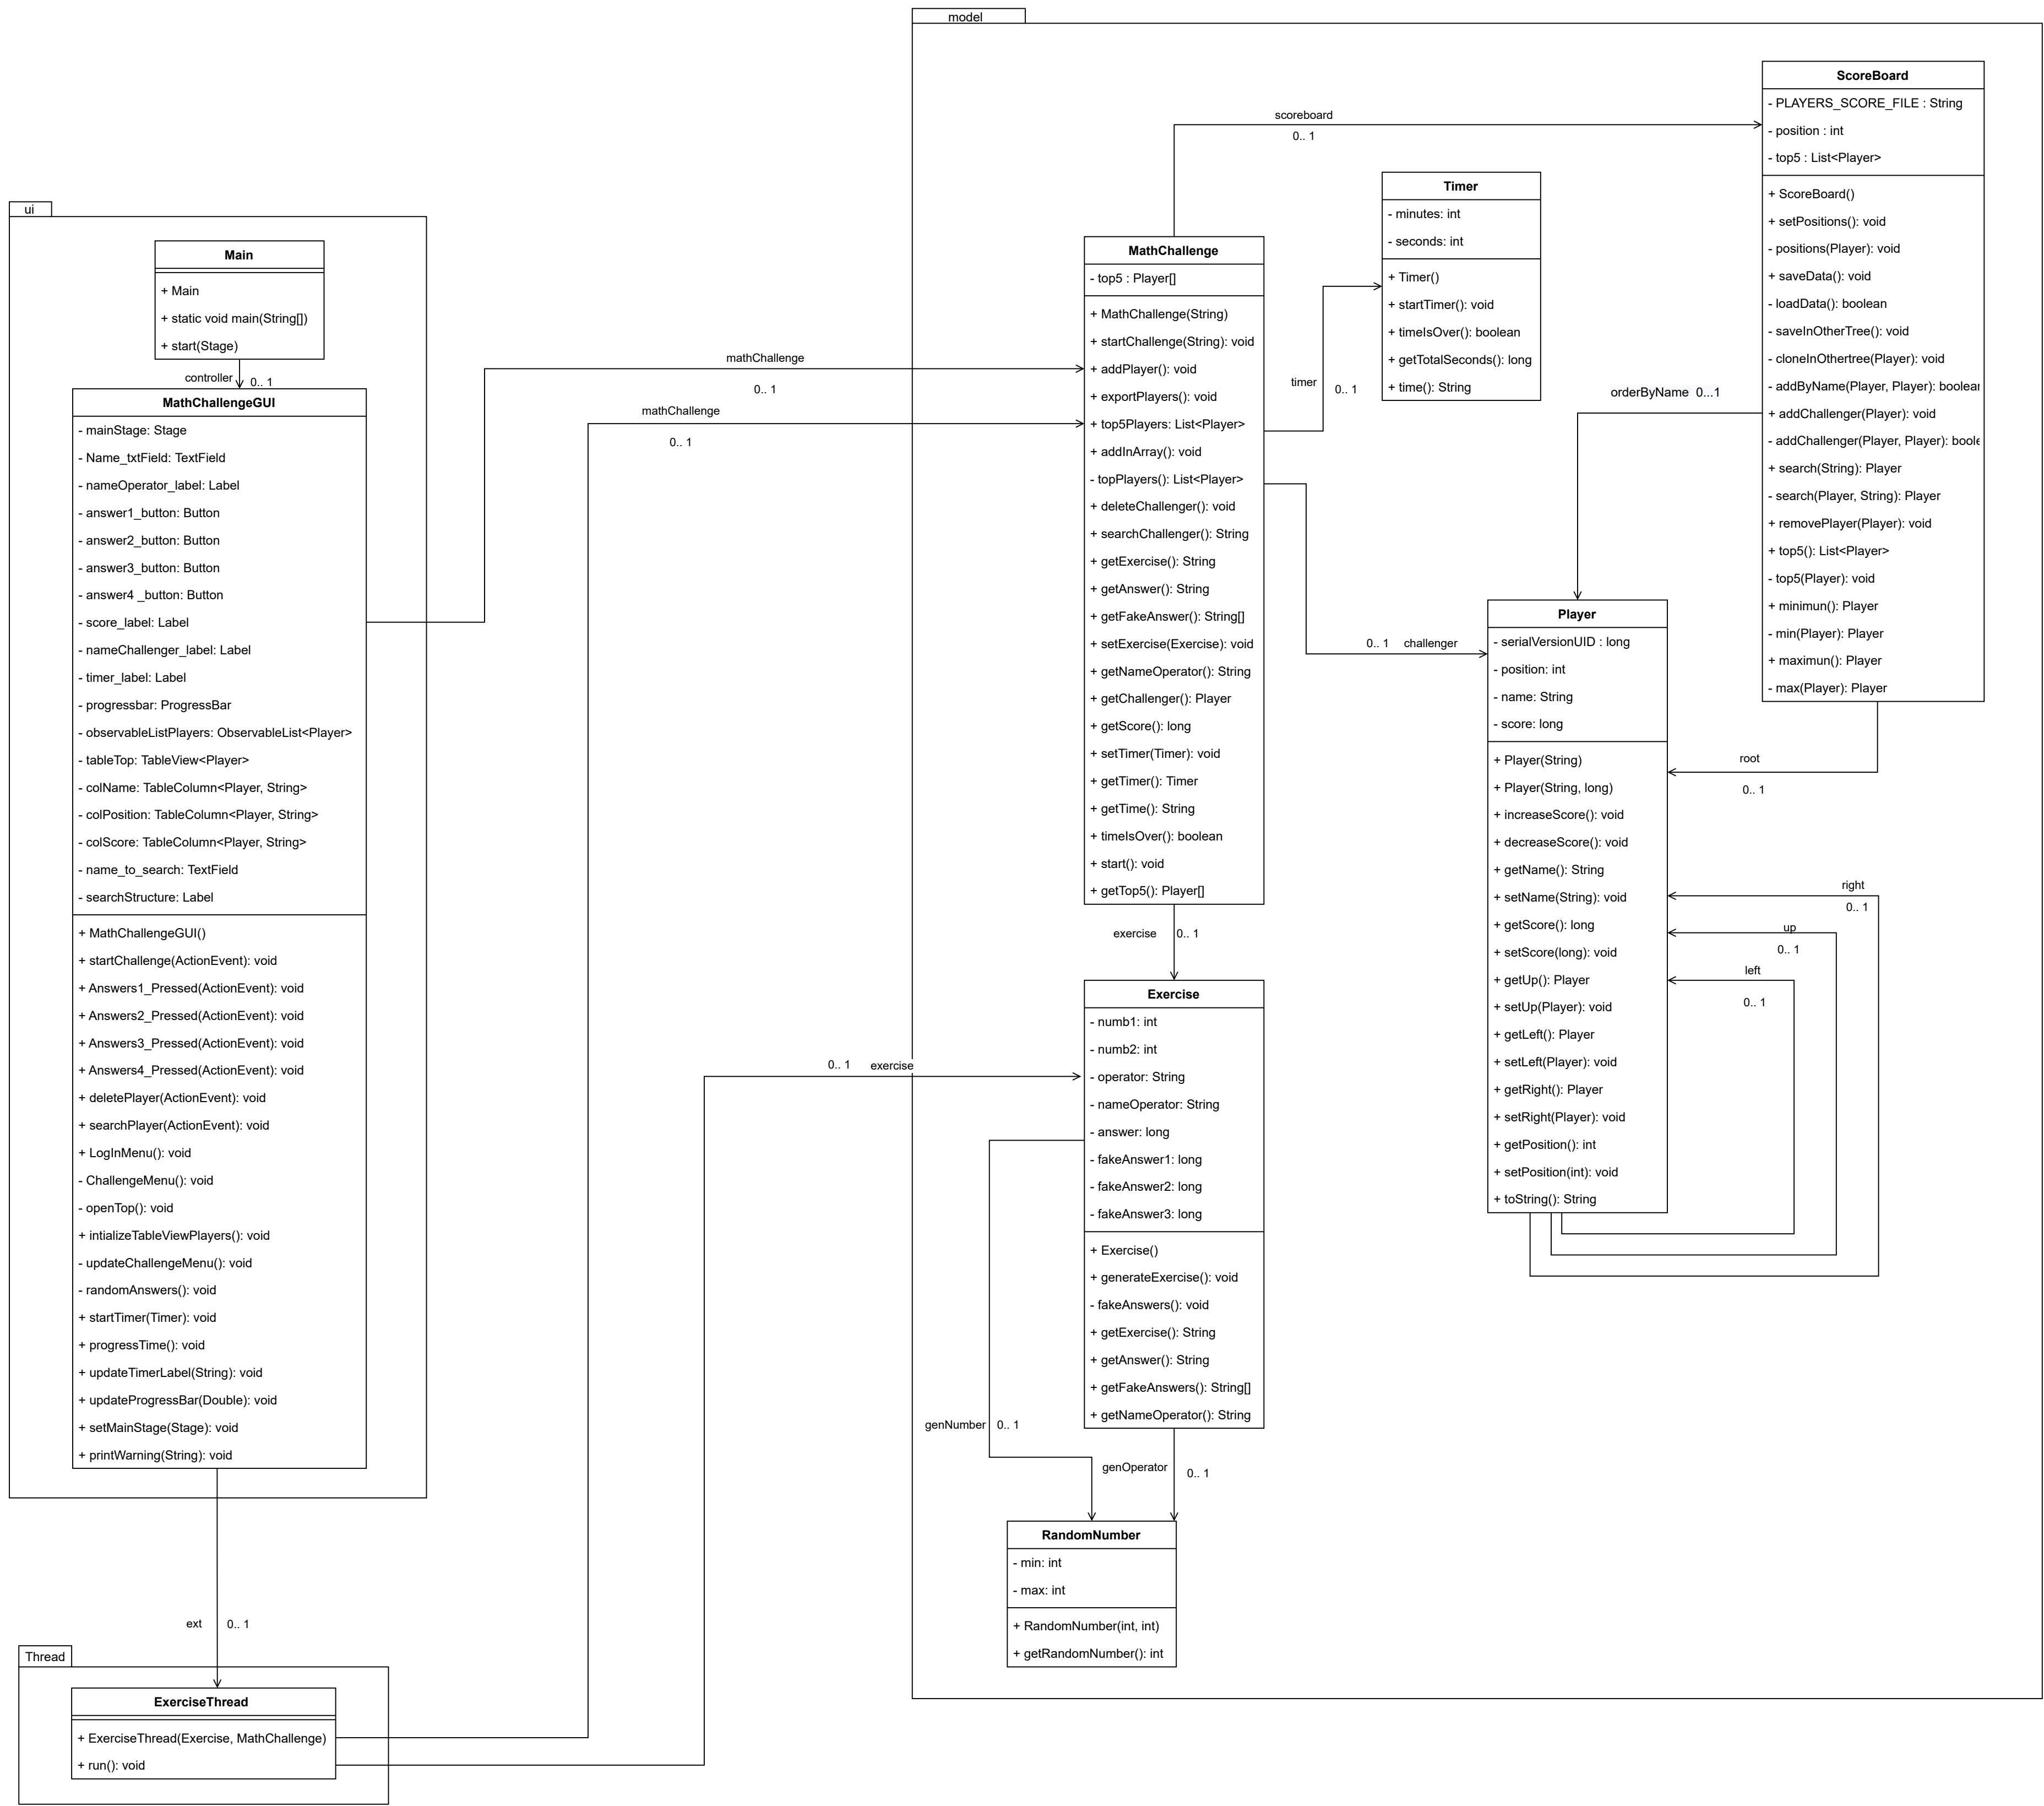 model
ScoreBoard
- PLAYERS_SCORE_FILE : String
- position : int
- top5 : List<Player>
+ ScoreBoard()
+ setPositions(): void
- positions(Player): void
+ saveData(): void
- loadData(): boolean
- saveInOtherTree(): void
- cloneInOthertree(Player): void
- addByName(Player, Player): boolear
+ addChallenger(Player): void
- addChallenger(Player, Player): boole
+ search(String): Player
- search(Player, String): Player
+ removePlayer(Player): void
+ top5(): List<Player>
- top5(Player): void
+ minimun(): Player
- min(Player): Player
+ maximun(): Player
- max(Player): Player
scoreboard
0.. 1
Timer
- minutes: int
- seconds: int
+ Timer()
+ startTimer(): void
+ timeIsOver(): boolean
+ getTotalSeconds(): long
+ time(): String
timer
0.. 1
orderByName 0...1
ui
Main
+ Main
+ static void main(String[])
+ start(Stage)
controller
0.. 1
MathChallengeGUI
- mainStage: Stage
- Name_txtField: TextField
- nameOperator_label: Label
- answer1_button: Button
- answer2_button: Button
- answer3_button: Button
- answer4 _button: Button
- score_label: Label
- nameChallenger_label: Label
- timer_label: Label
- progressbar: ProgressBar
- observableListPlayers: ObservableList<Player>
- tableTop: TableView<Player>
- colName: TableColumn<Player, String>
- colPosition: TableColumn<Player, String>
- colScore: TableColumn<Player, String>
- name_to_search: TextField
- searchStructure: Label
+ MathChallengeGUI()
+ startChallenge(ActionEvent): void
+ Answers1_Pressed(ActionEvent): void
+ Answers2_Pressed(ActionEvent): void
+ Answers3_Pressed(ActionEvent): void
+ Answers4_Pressed(ActionEvent): void
+ deletePlayer(ActionEvent): void
+ searchPlayer(ActionEvent): void
+ LogInMenu(): void
- ChallengeMenu(): void
- openTop(): void
+ intializeTableViewPlayers(): void
- updateChallengeMenu(): void
- randomAnswers(): void
+ startTimer(Timer): void
+ progressTime(): void
+ updateTimerLabel(String): void
+ updateProgressBar(Double): void
+ setMainStage(Stage): void
+ printWarning(String): void
mathChallenge
0.. 1
mathChallenge
0.. 1
MathChallenge
- top5 : Player[]
+ MathChallenge(String)
+ startChallenge(String): void
+ addPlayer(): void
+ exportPlayers(): void
+ top5Players: List<Player>
+ addInArray(): void
- topPlayers(): List<Player>
+ deleteChallenger(): void
+ searchChallenger(): String
+ getExercise(): String
+ getAnswer(): String
+ getFakeAnswer(): String[]
+ setExercise(Exercise): void
+ getNameOperator(): String
+ getChallenger(): Player
+ getScore(): long
+ setTimer(Timer): void
+ getTimer(): Timer
+ getTime(): String
+ timeIsOver(): boolean
+ start(): void
+ getTop5(): Player[]
0.. 1 challenger
Player
- serialVersionUID : long
- position: int
- name: String
- score: long
+ Player(String)
+ Player(String, long)
+ increaseScore(): void
+ decreaseScore(): void
+ getName(): String
+ setName(String): void
+ getScore(): long
+ setScore(long): void
+ getUp(): Player
+ setUp(Player): void
+ getLeft(): Player
+ setLeft(Player): void
+ getRight(): Player
+ setRight(Player): void
+ getPosition(): int
+ setPosition(int): void
+ toString(): String
root
0.. 1
right
0.. 1
up
0.. 1
left
0.. 1
exercise
0.. 1
Exercise
- numb1: int
- numb2: int
- operator: String
- nameOperator: String
- answer: long
- fakeAnswer1: long
- fakeAnswer2: long
- fakeAnswer3: long
+ Exercise()
+ generateExercise(): void
- fakeAnswers(): void
+ getExercise(): String
+ getAnswer(): String
+ getFakeAnswers(): String[]
+ getNameOperator(): String
0.. 1 exercise
genNumber
0.. 1
genOperator
0.. 1
RandomNumber
- min: int
- max: int
+ RandomNumber(int, int)
+ getRandomNumber(): int
ext
0.. 1
Thread
ExerciseThread
+ ExerciseThread(Exercise, MathChallenge)
+ run(): void